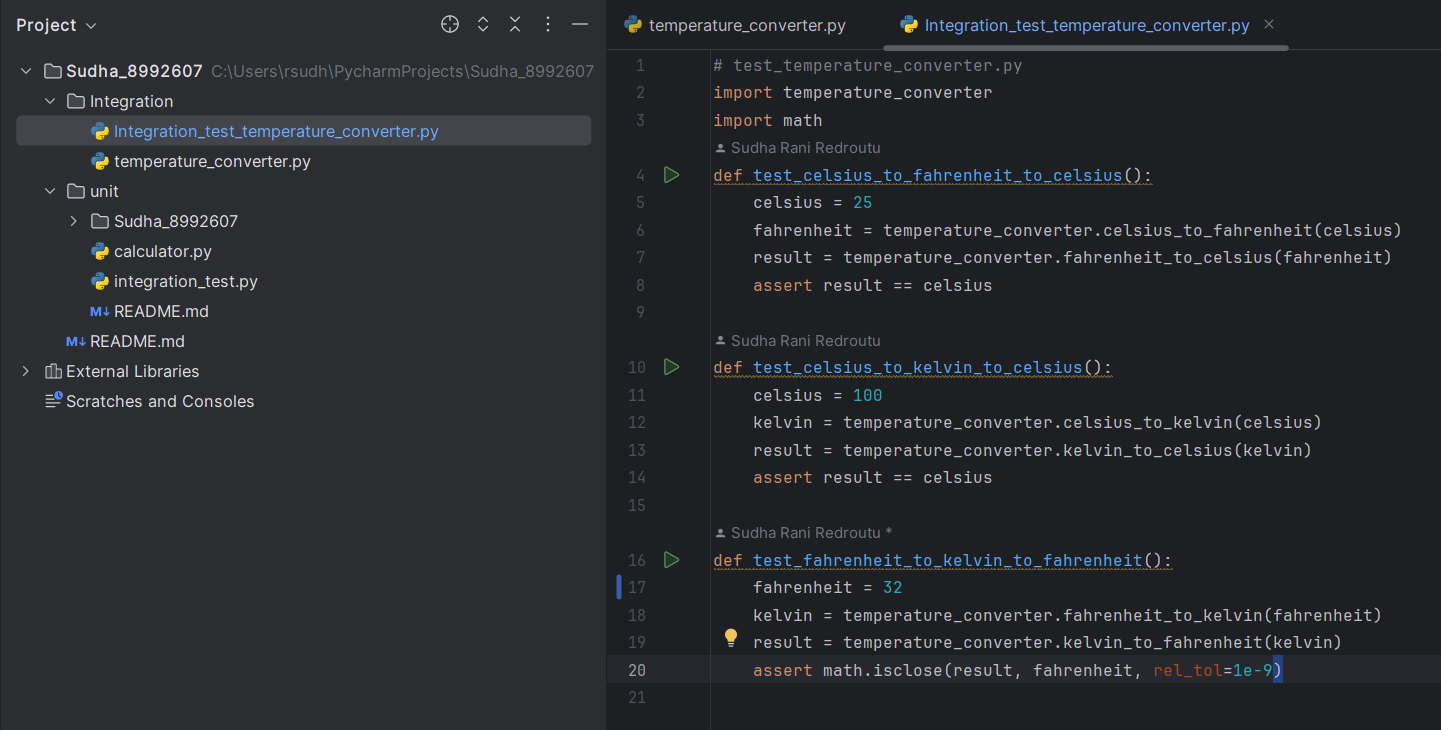 Project
Sudha_8992607 C:\Users\rsudh\PycharmProjects\Sudha_8992607
Integration
Integration_test_temperature_converter.py
temperature_converter.py
unit
Sudha_8992607
calculator.py
integration_test.py
M↓ README.md
M↓ README.md
External Libraries
Scratches and Consoles
temperature_converter.py
Integration_test_temperature_converter.py
1 # test_temperature_converter.py
2 import temperature_converter
3 import math
Sudha Rani Redroutu
4 def test_celsius_to_fahrenheit_to_celsius():
5 celsius = 25
6 fahrenheit = temperature_converter.celsius_to_fahrenheit(celsius)
7 result = temperature_converter.fahrenheit_to_celsius(fahrenheit)
8 assert result == celsius
9
Sudha Rani Redroutu
10 def test_celsius_to_kelvin_to_celsius():
11 celsius = 100
12 kelvin = temperature_converter.celsius_to_kelvin(celsius)
13 result = temperature_converter.kelvin_to_celsius(kelvin)
14 assert result == celsius
15
Sudha Rani Redroutu *
16 def test_fahrenheit_to_kelvin_to_fahrenheit():
17 fahrenheit = 32
18 kelvin = temperature_converter.fahrenheit_to_kelvin(fahrenheit)
19 result = temperature_converter.kelvin_to_fahrenheit(kelvin)
20 assert math.isclose(result, fahrenheit, rel_tol=1e-9)
21